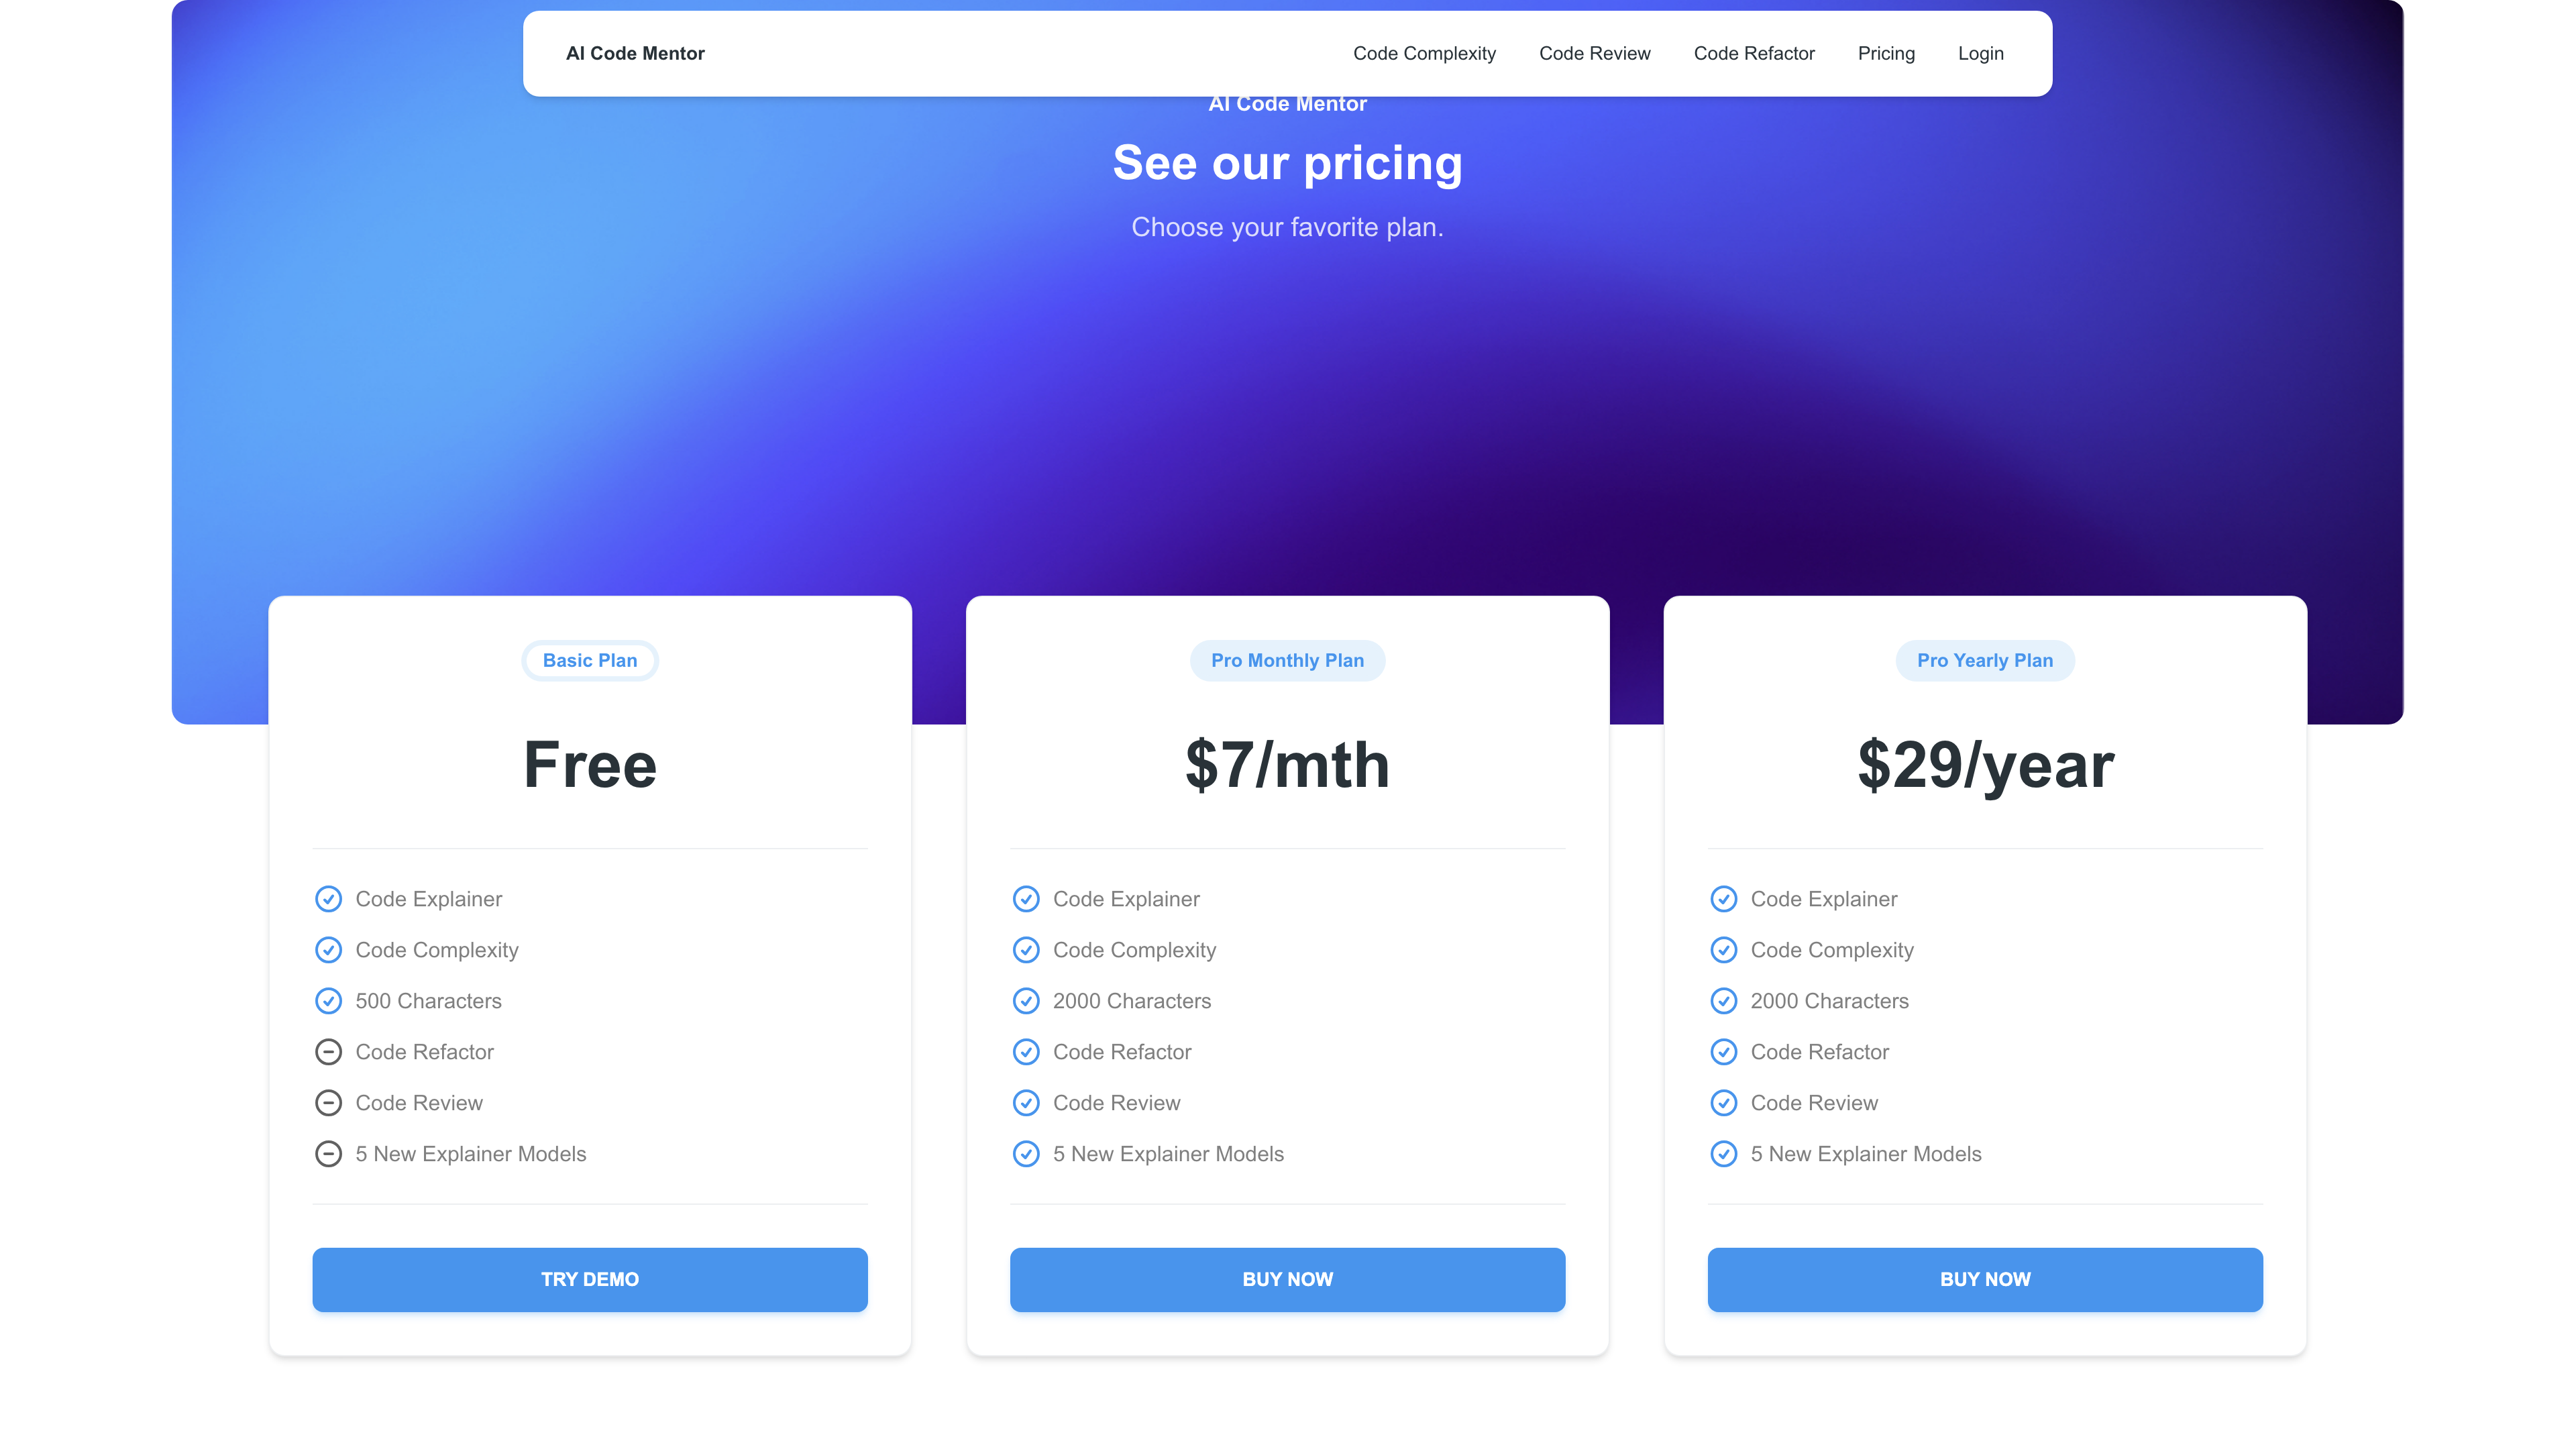 AI Code Mentor
Code Complexity
Code Review
Code Refactor
Pricing
Login
AI Code Mentor
See our pricing
Choose your favorite plan.
Basic Plan
Free
Code Explainer
Code Complexity
500 Characters
Code Refactor
Code Review
5 New Explainer Models
TRY DEMO
Pro Monthly Plan
$7/mth
Code Explainer
Code Complexity
2000 Characters
Code Refactor
Code Review
5 New Explainer Models
BUY NOW
Pro Yearly Plan
$29/year
Code Explainer
Code Complexity
2000 Characters
Code Refactor
Code Review
5 New Explainer Models
BUY NOW